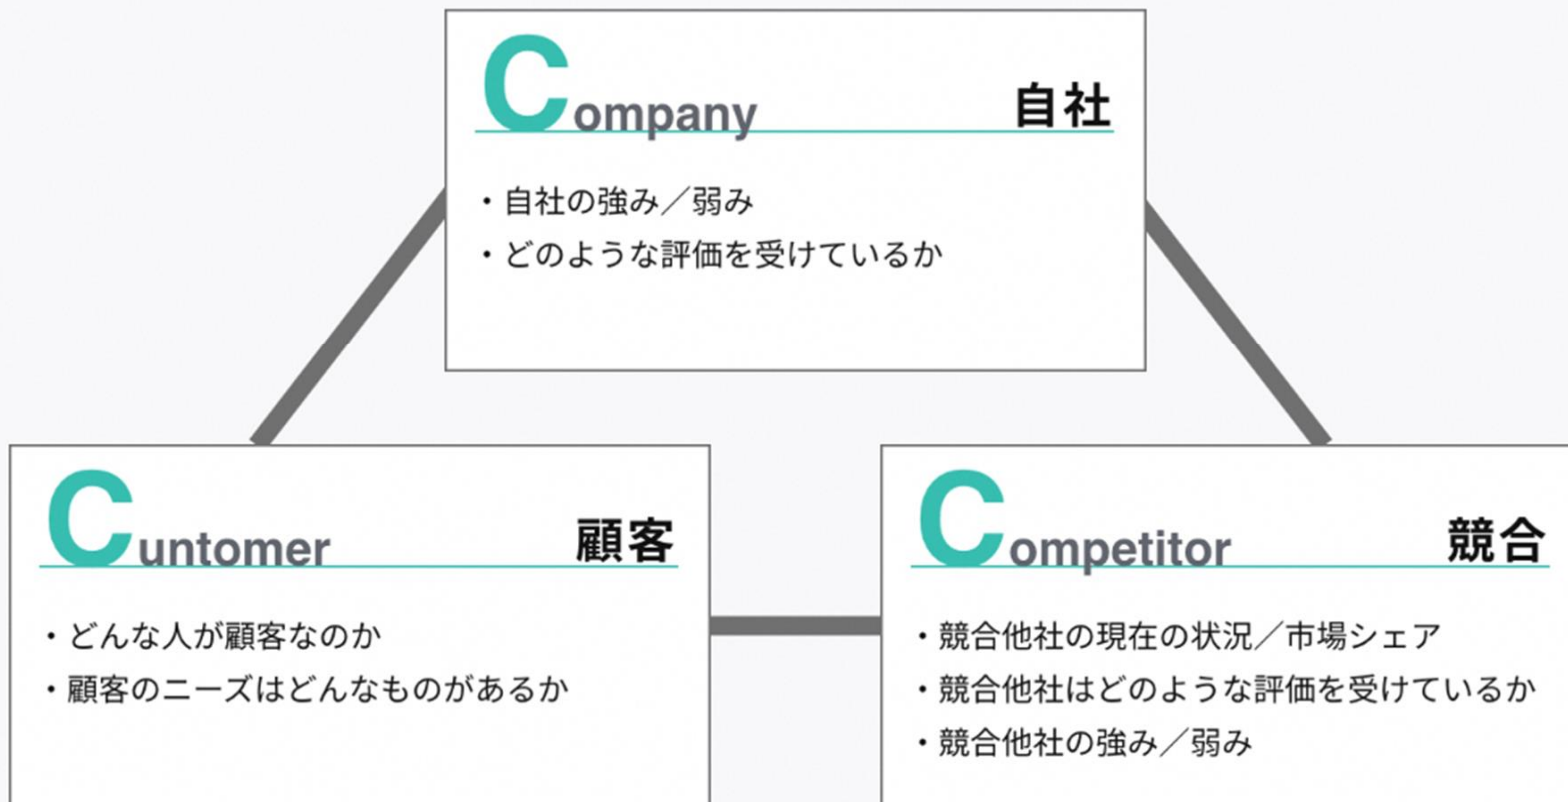 Company 自社
・自社の強み／弱み
・どのような評価を受けているか
Cuntomer 顧客
・どんな人が顧客なのか
・顧客のニーズはどんなものがあるか
Competitor 競合
・競合他社の現在の状況／市場シェア
・競合他社はどのような評価を受けているか
・競合他社の強み／弱み